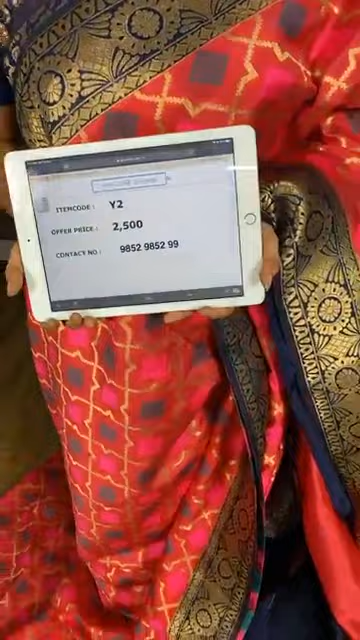 ITEMCODE : Y2
OFFER PRICE : 2,500
CONTACT NO : 9852 9852 99